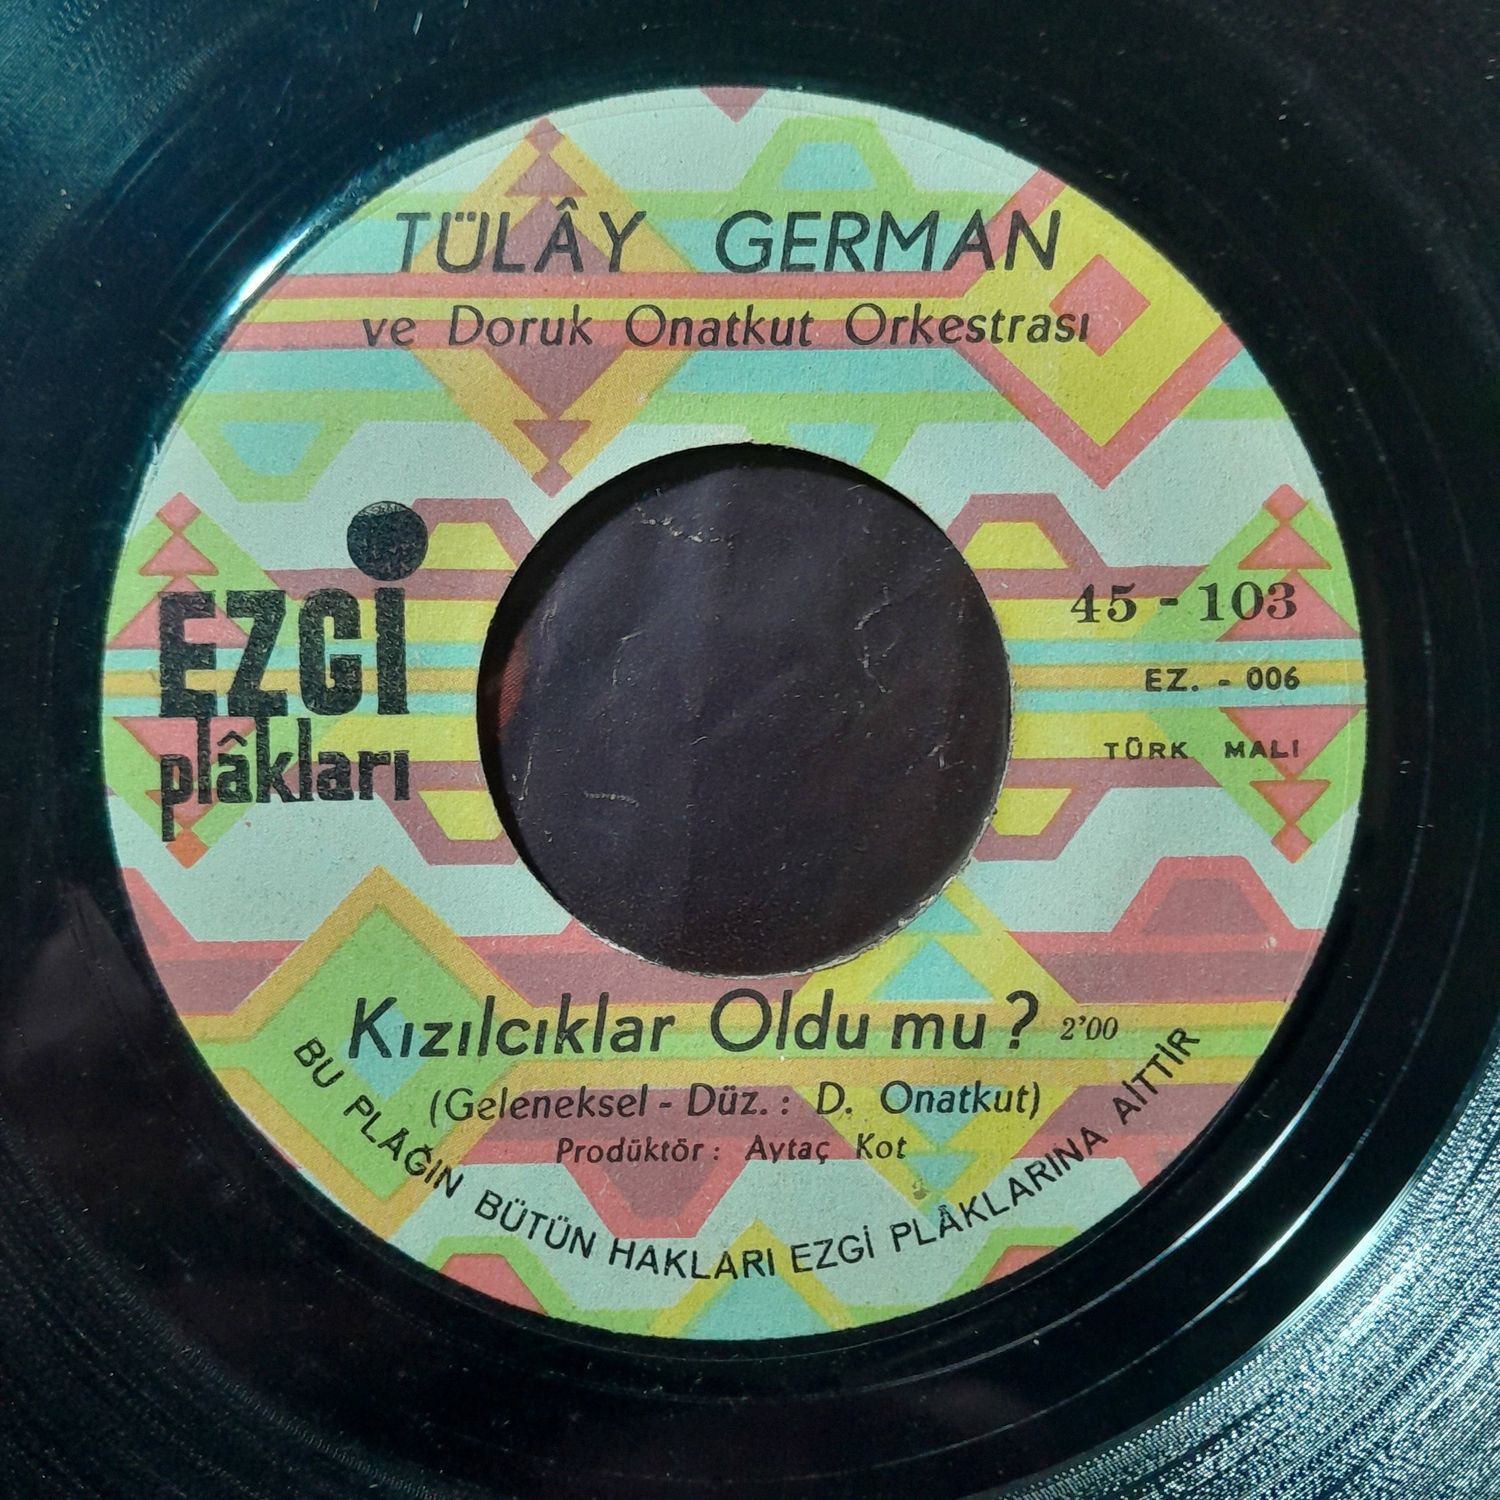 TÜLÂY GERMAN
ve Doruk Onatkut Orkestrası
EZGİ
plâkları
45 - 103
EZ. - 006
TÜRK MALI
Kızılcıklar Oldu mu ? 2'00
(Geleneksel - Düz. : D. Onatkut)
Prodüktör : Aytaç Kot
BU PLÂĞIN BÜTÜN HAKLARI EZGİ PLÂKLARINA AİTTİR